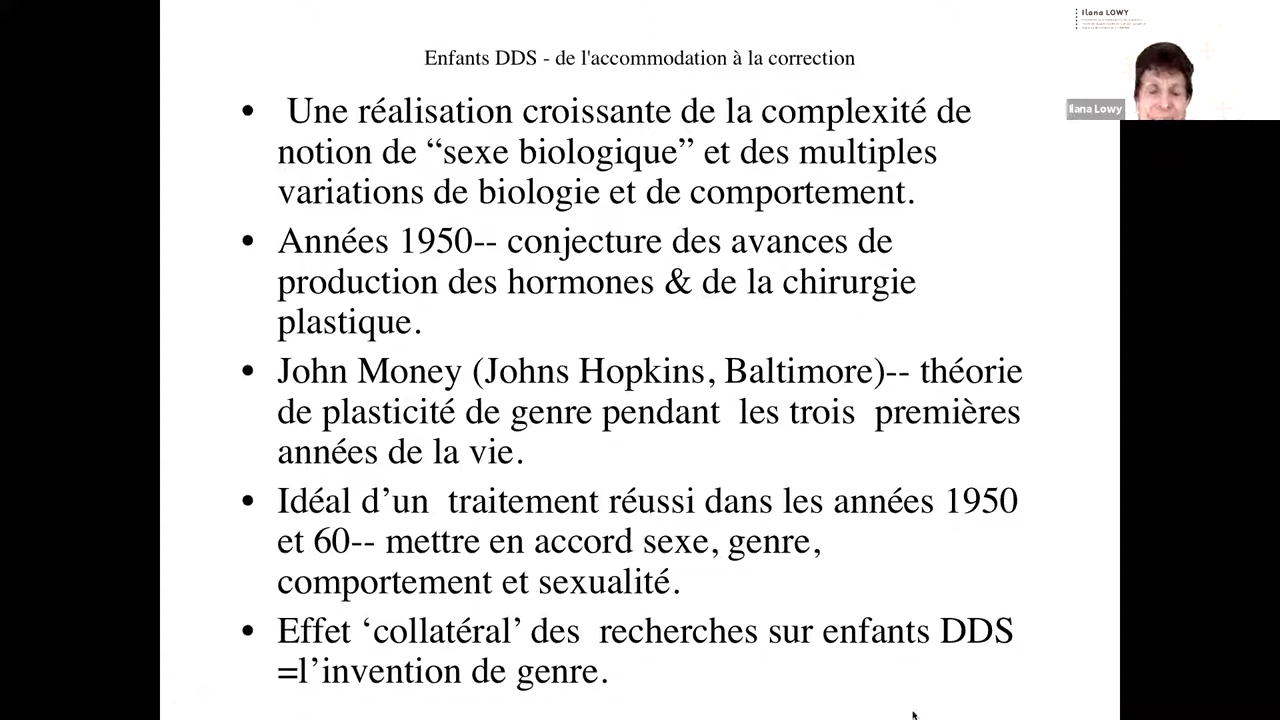 Ilana LOWY
Ilana Lowy
Enfants DDS - de l'accommodation à la correction
• Une réalisation croissante de la complexité de
notion de “sexe biologique” et des multiples
variations de biologie et de comportement.
• Années 1950-- conjecture des avances de
production des hormones & de la chirurgie
plastique.
• John Money (Johns Hopkins, Baltimore)-- théorie
de plasticité de genre pendant les trois premières
années de la vie.
• Idéal d’un traitement réussi dans les années 1950
et 60-- mettre en accord sexe, genre,
comportement et sexualité.
• Effet ‘collatéral’ des recherches sur enfants DDS
=l’invention de genre.